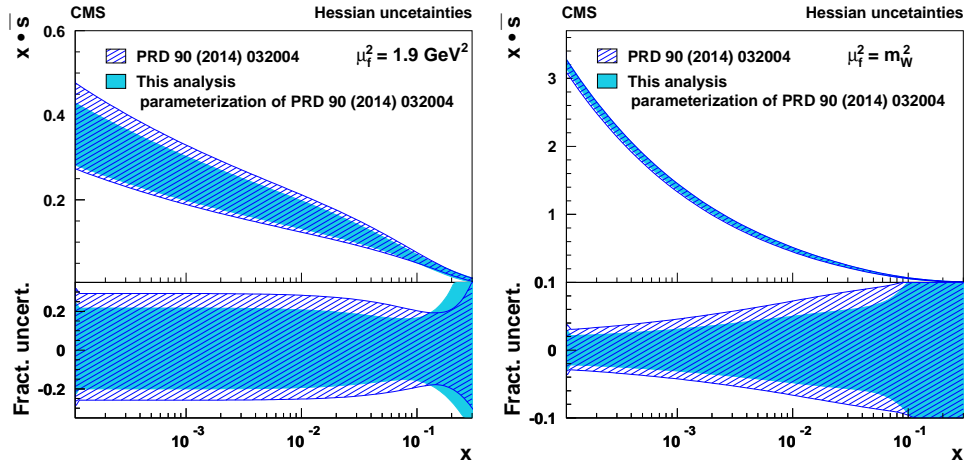 CMS Hessian uncetainties
x • s̅
0.6
PRD 90 (2014) 032004 μ_f² = 1.9 GeV²
This analysis
parameterization of PRD 90 (2014) 032004
0.4
0.2
Fract. uncert.
0.2
0
-0.2
10⁻³ 10⁻² 10⁻¹
x
CMS Hessian uncetainties
x • s̅
PRD 90 (2014) 032004 μ_f² = m_W²
3
This analysis
parameterization of PRD 90 (2014) 032004
2
1
Fract. uncert.
0.1
0
-0.1
10⁻³ 10⁻² 10⁻¹
x